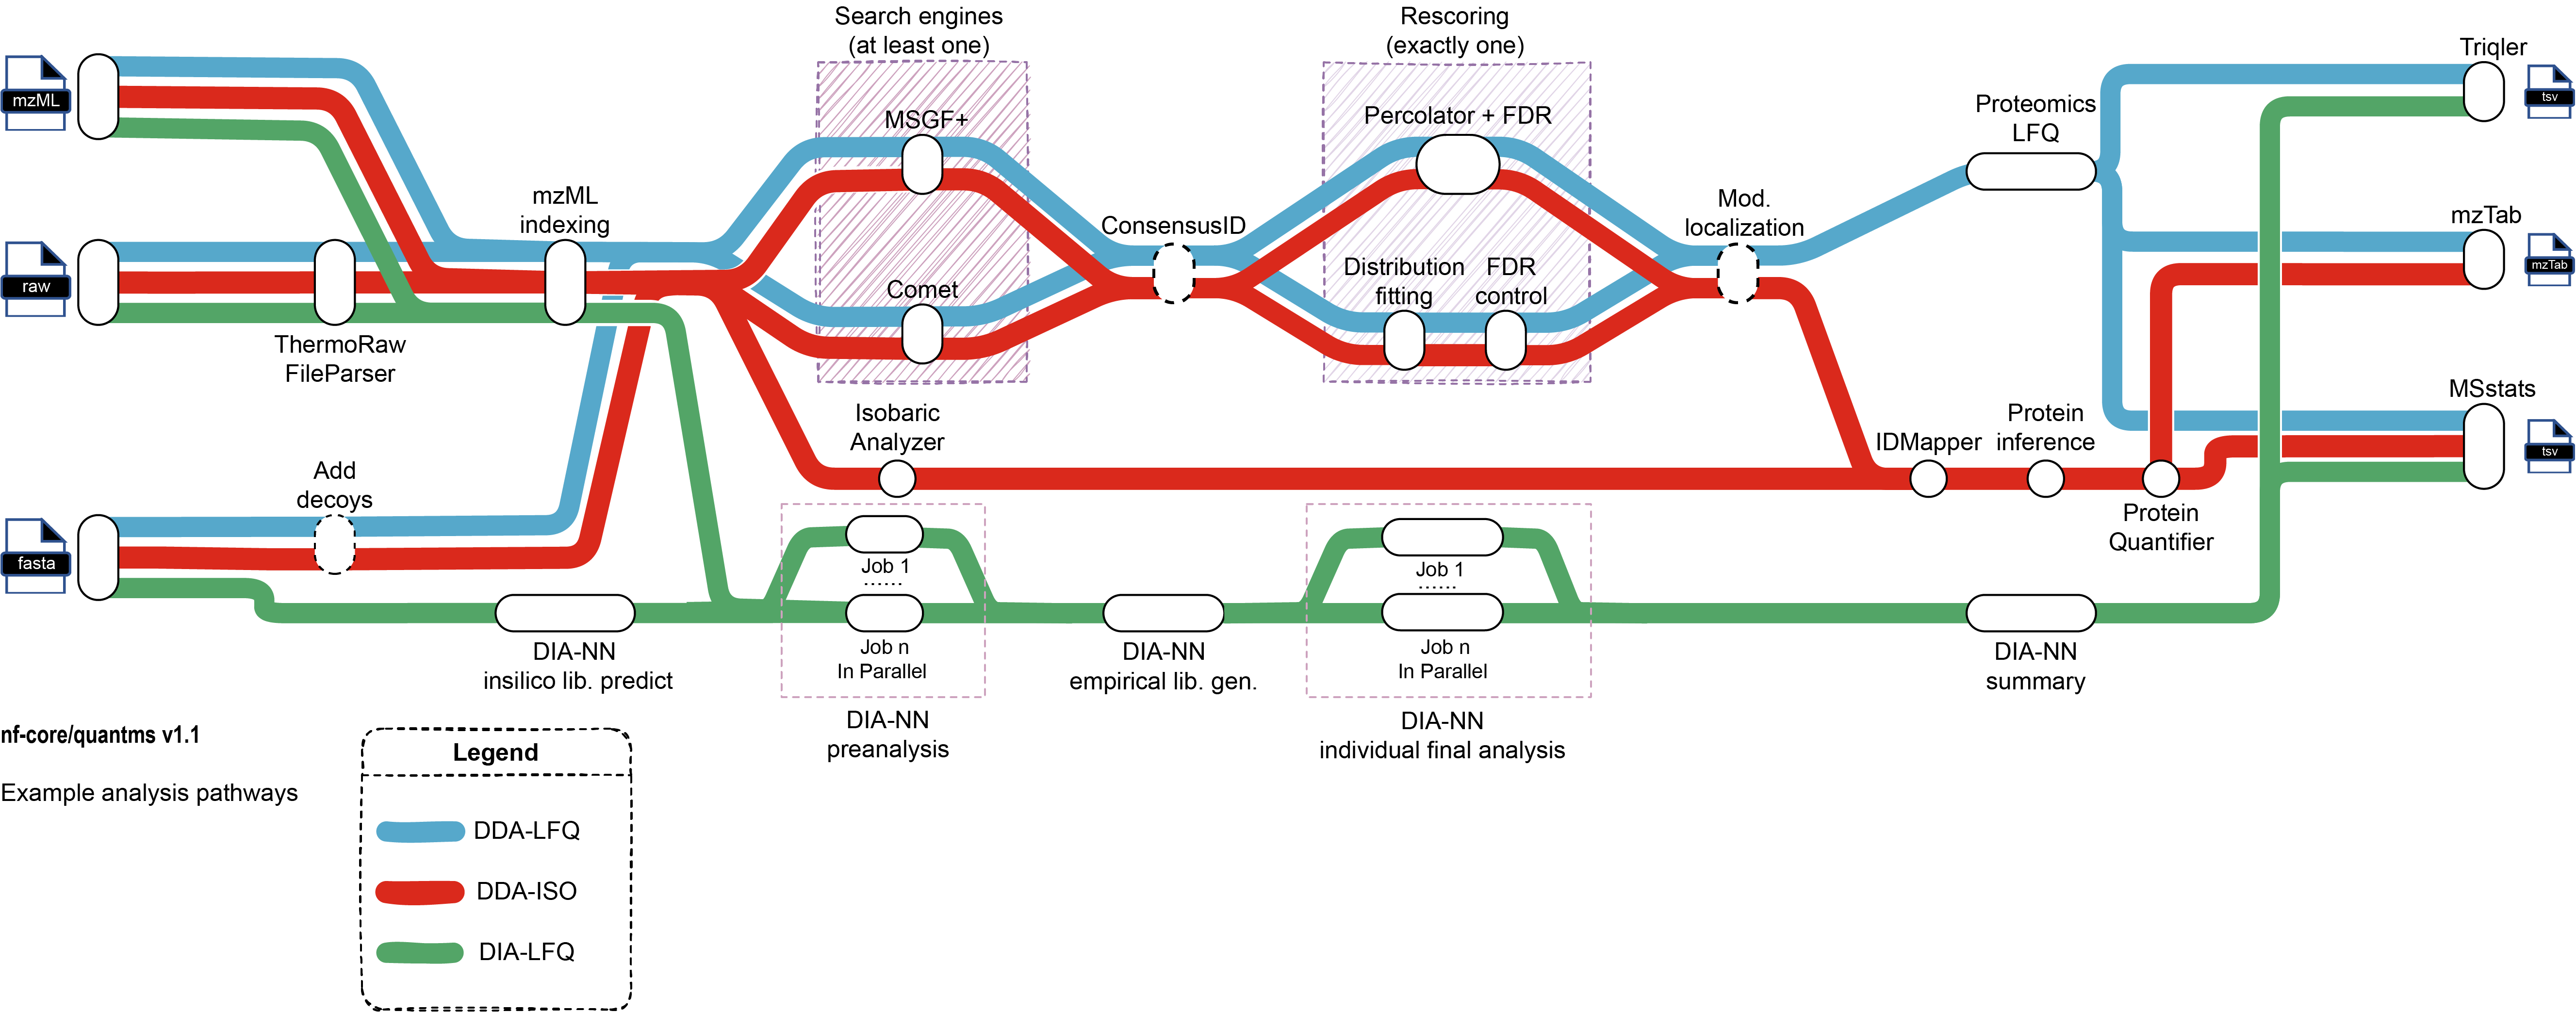 Search engines
(at least one)
Rescoring
(exactly one)
Triqler
mzML
tsv
MSGF+
Percolator + FDR
Proteomics
LFQ
mzML
indexing
ConsensusID
Mod.
localization
mzTab
raw
mzTab
Comet
Distribution
fitting
FDR
control
ThermoRaw
FileParser
MSstats
Isobaric
Analyzer
IDMapper
Protein
inference
tsv
Add
decoys
Protein
Quantifier
fasta
Job 1
......
Job n
In Parallel
Job 1
......
Job n
In Parallel
DIA-NN
insilico lib. predict
DIA-NN
empirical lib. gen.
DIA-NN
summary
DIA-NN
preanalysis
DIA-NN
individual final analysis
nf-core/quantms v1.1
Example analysis pathways
Legend
DDA-LFQ
DDA-ISO
DIA-LFQ